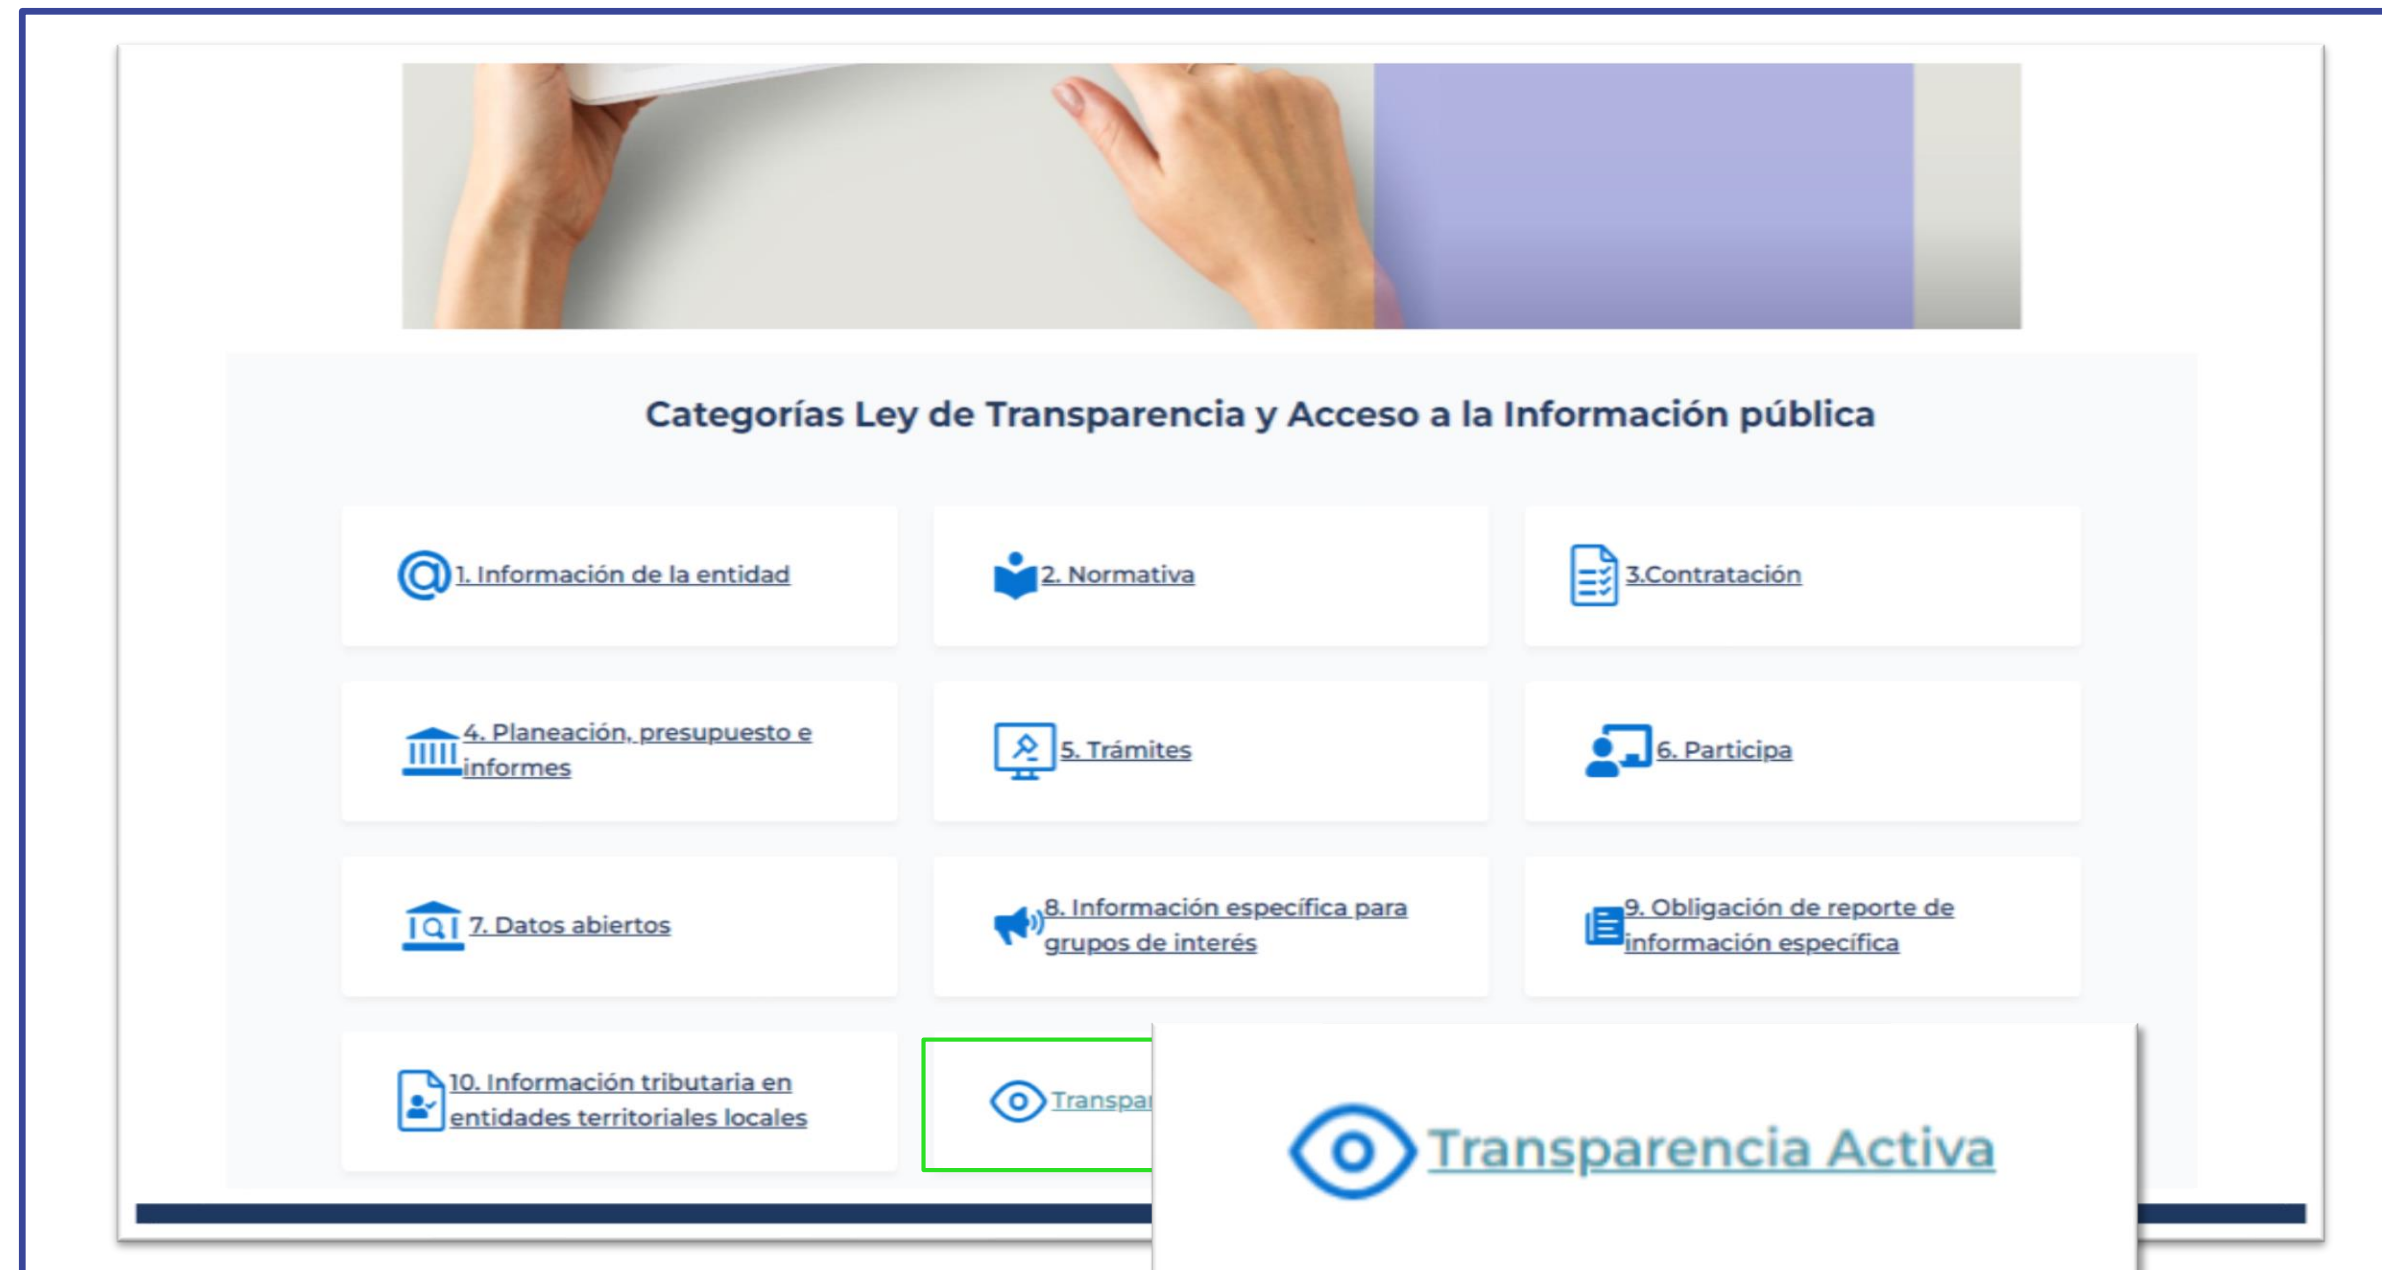 Categorías Ley de Transparencia y Acceso a la Información pública
1. Información de la entidad
2. Normativa
3.Contratación
4. Planeación, presupuesto e
informes
5. Trámites
6. Participa
7. Datos abiertos
8. Información específica para
grupos de interés
9. Obligación de reporte de
información específica
10. Información tributaria en
entidades territoriales locales
Transpar
Transparencia Activa